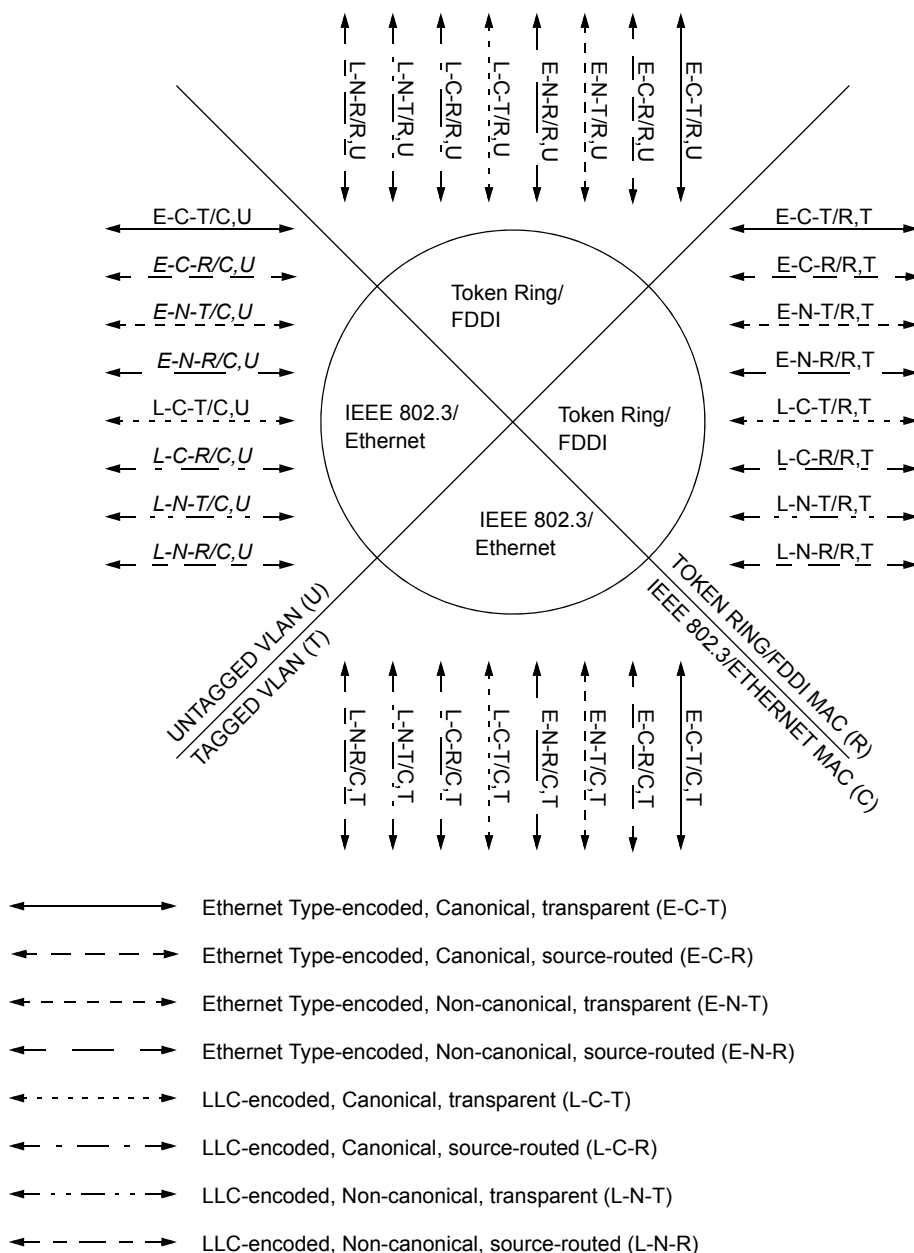 L-N-R/R,U
L-N-T/R,U
L-C-R/R,U
L-C-T/R,U
E-N-R/R,U
E-N-T/R,U
E-C-R/R,U
E-C-T/R,U
E-C-T/C,U
E-C-R/C,U
E-N-T/C,U
E-N-R/C,U
L-C-T/C,U
L-C-R/C,U
L-N-T/C,U
L-N-R/C,U
Token Ring/
FDDI
IEEE 802.3/
Ethernet
Token Ring/
FDDI
IEEE 802.3/
Ethernet
E-C-T/R,T
E-C-R/R,T
E-N-T/R,T
E-N-R/R,T
L-C-T/R,T
L-C-R/R,T
L-N-T/R,T
L-N-R/R,T
UNTAGGED VLAN (U)
TAGGED VLAN (T)
TOKEN RING/FDDI MAC (R)
IEEE 802.3/ETHERNET MAC (C)
L-N-R/C,T
L-N-T/C,T
L-C-R/C,T
L-C-T/C,T
E-N-R/C,T
E-N-T/C,T
E-C-R/C,T
E-C-T/C,T
Ethernet Type-encoded, Canonical, transparent (E-C-T)
Ethernet Type-encoded, Canonical, source-routed (E-C-R)
Ethernet Type-encoded, Non-canonical, transparent (E-N-T)
Ethernet Type-encoded, Non-canonical, source-routed (E-N-R)
LLC-encoded, Canonical, transparent (L-C-T)
LLC-encoded, Canonical, source-routed (L-C-R)
LLC-encoded, Non-canonical, transparent (L-N-T)
LLC-encoded, Non-canonical, source-routed (L-N-R)